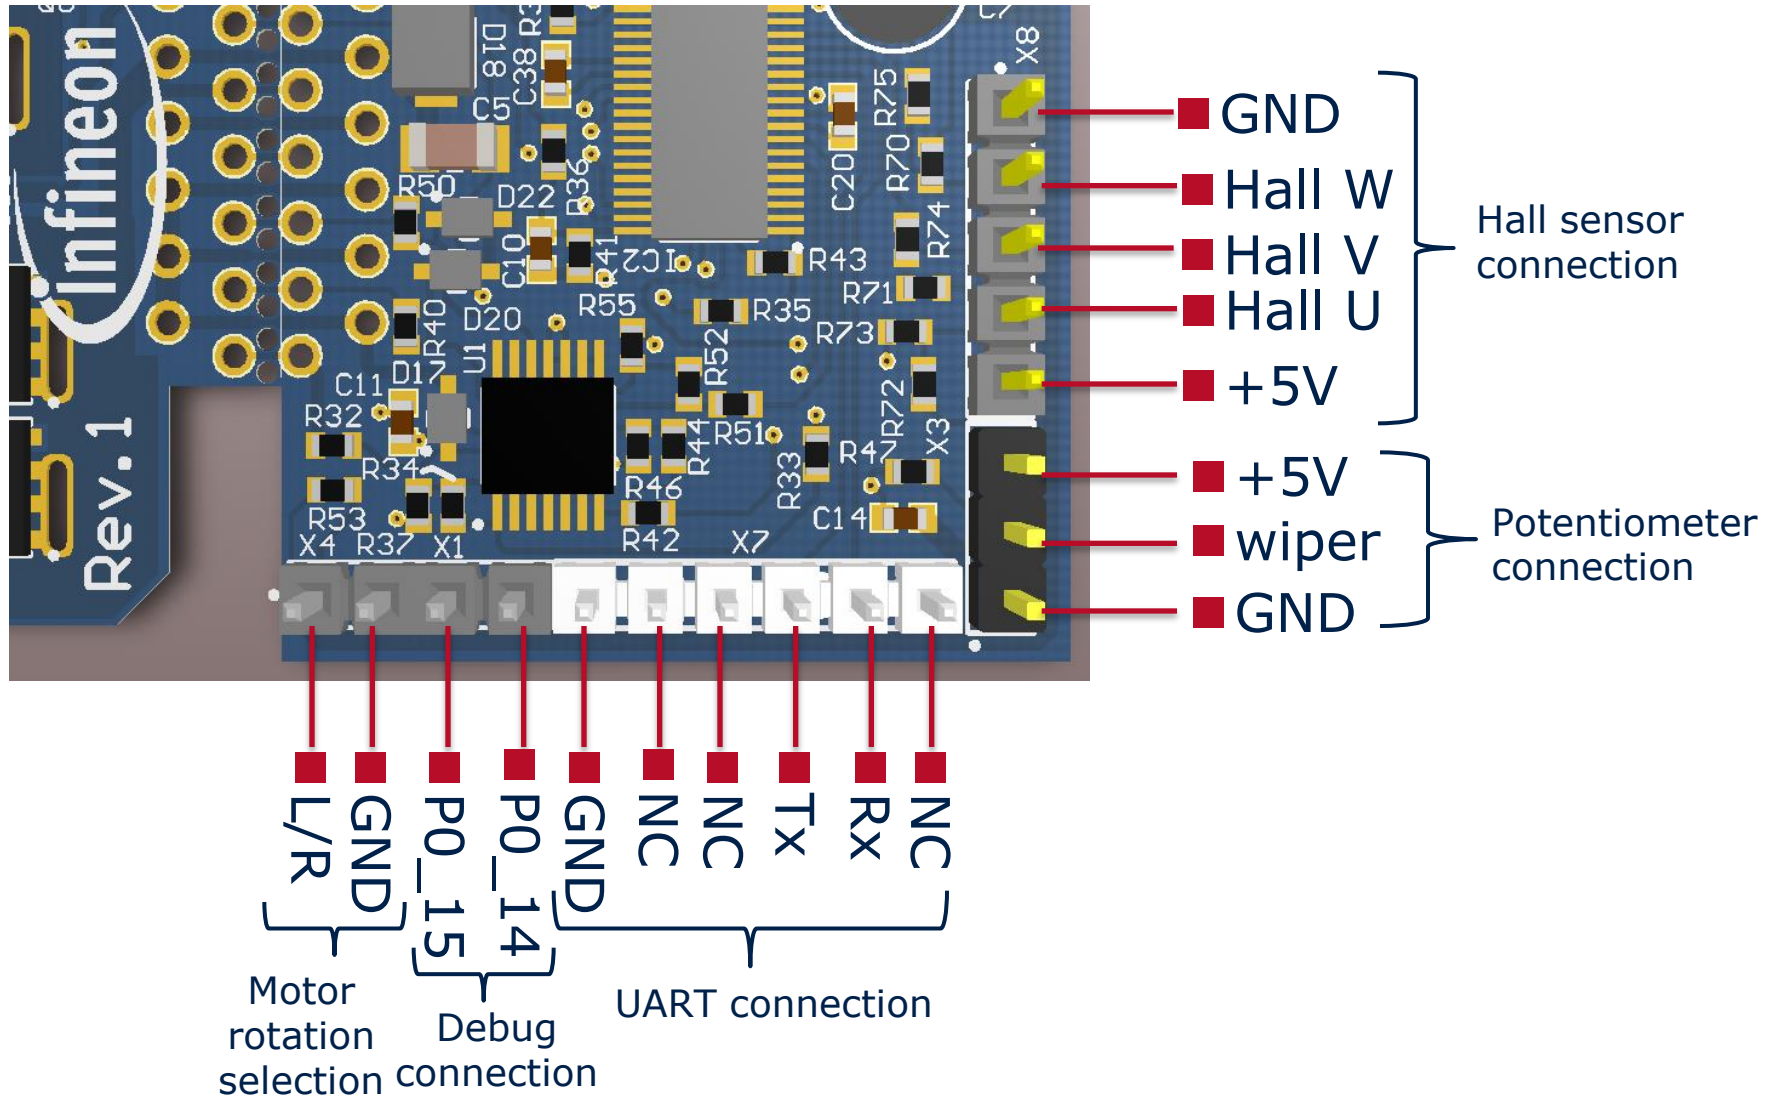 Infineon
Rev.1
D18
C38
C5
R36
R50
D22
C10
R41
IC2
R55
R40
D20
U1
C11
D17
R32
R34
R53
X4
R37
X1
R43
R35
R52
R51
R44
R46
R42
X7
R33
R47
C14
R75
C20
R70
R74
R71
R73
R72
X3
X8
GND
Hall W
Hall V
Hall U
+5V
Hall sensor
connection
+5V
wiper
GND
Potentiometer
connection
L/R
GND
P0_15
P0_14
GND
NC
NC
Tx
Rx
NC
Motor
rotation
selection
Debug
connection
UART connection